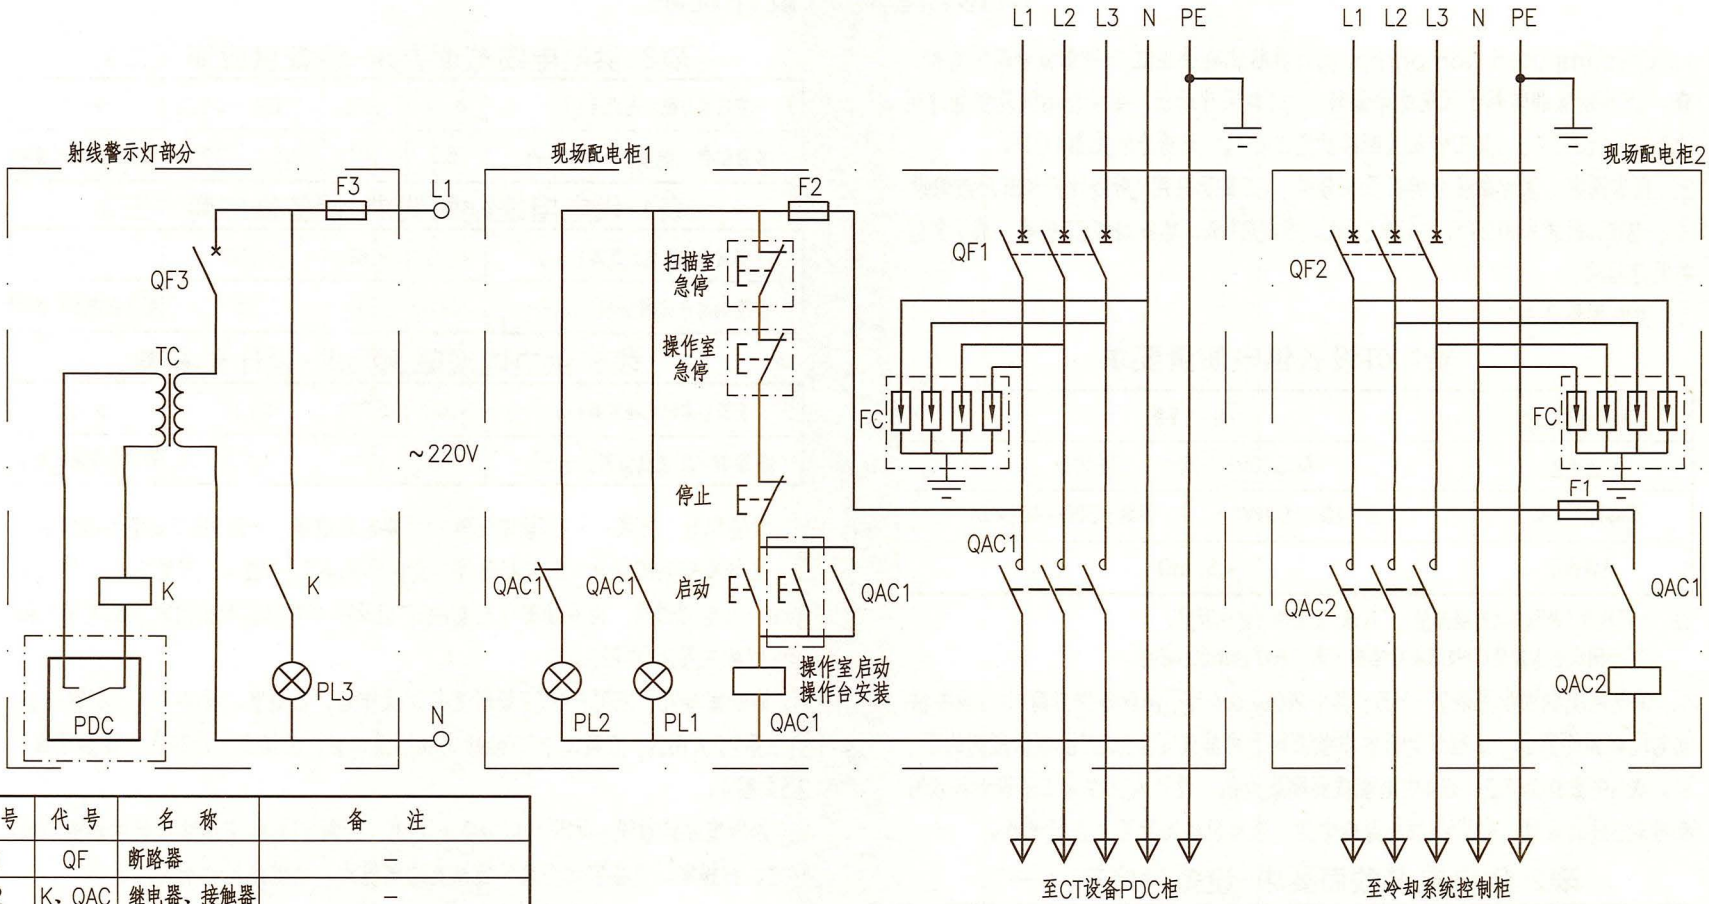 L1 L2 L3 N PE
L1 L2 L3 N PE
射线警示灯部分
现场配电柜1
现场配电柜2
F3
L1
F2
QF3
扫描室
急停
QF1
QF2
操作室
急停
TC
~220V
FC
FC
停止
F1
QAC1
K
K
QAC1
QAC1
启动
QAC1
QAC2
QAC1
PL3
操作室启动
操作台安装
QAC2
PDC
PL2
PL1
QAC1
N
号 代号 名称 备注
QF 断路器 —
2 K、QAC 继电器、接触器 —
至CT设备PDC柜
至冷却系统控制柜